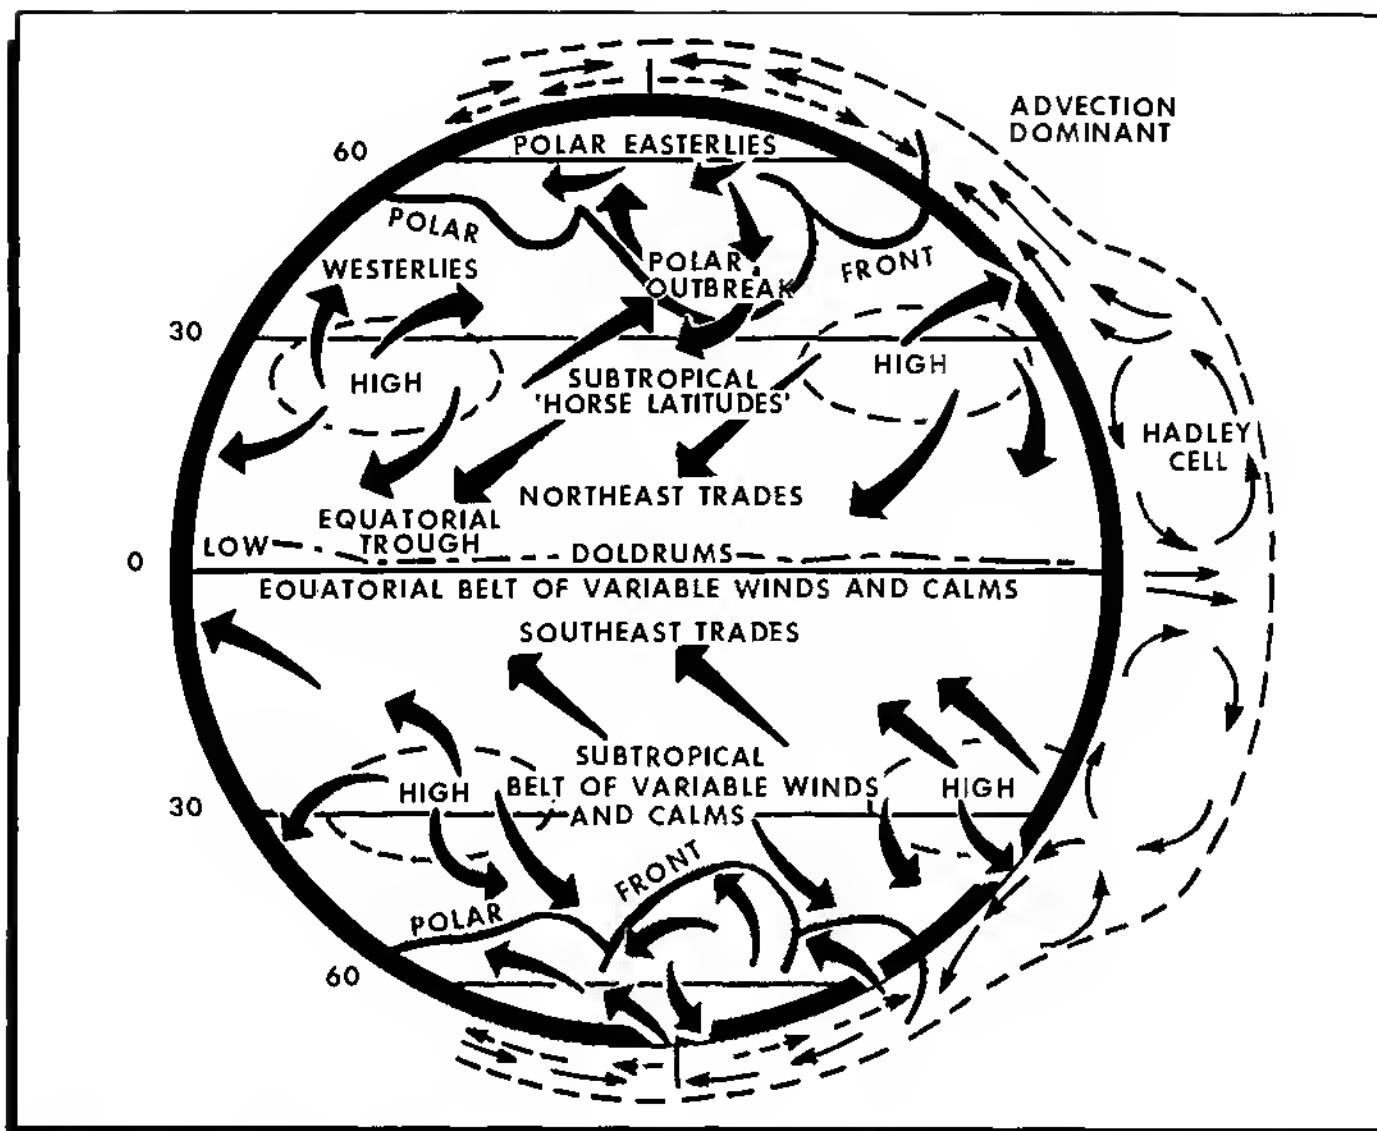 ADVECTION
DOMINANT
60
POLAR EASTERLIES
POLAR
WESTERLIES
POLAR
OUTBREAK
FRONT
30
HIGH
SUBTROPICAL
'HORSE LATITUDES'
HIGH
HADLEY
CELL
NORTHEAST TRADES
EQUATORIAL
TROUGH
LOW
DOLDRUMS
0
EQUATORIAL BELT OF VARIABLE WINDS AND CALMS
SOUTHEAST TRADES
SUBTROPICAL
BELT OF VARIABLE WINDS
AND CALMS
HIGH
HIGH
30
FRONT
POLAR
60